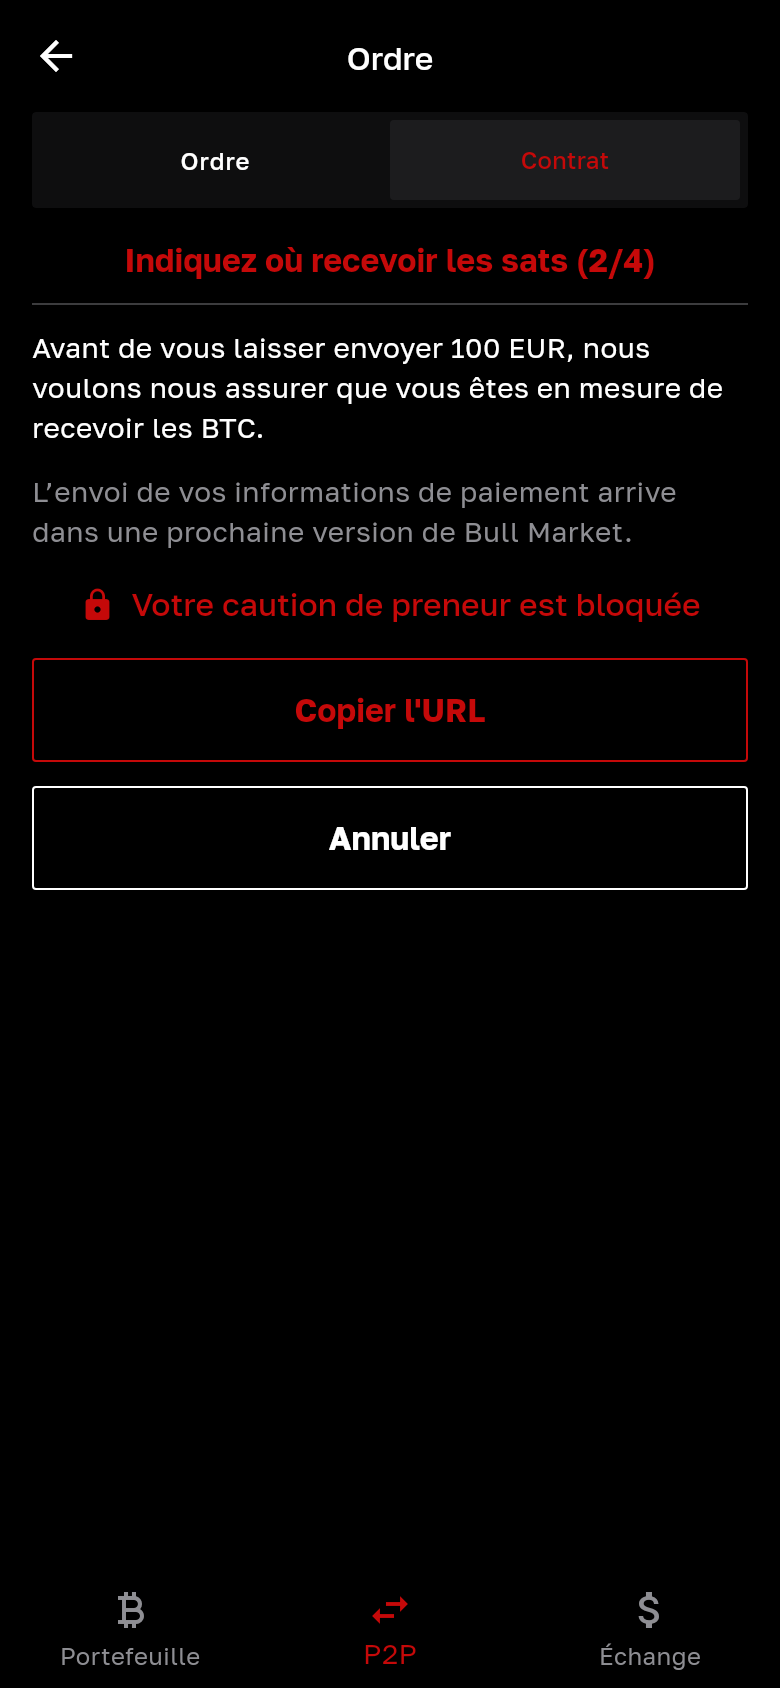 Ordre
Ordre
Contrat
Indiquez où recevoir les sats (2/4)
Avant de vous laisser envoyer 100 EUR, nous
voulons nous assurer que vous êtes en mesure de
recevoir les BTC.
L’envoi de vos informations de paiement arrive
dans une prochaine version de Bull Market.
Votre caution de preneur est bloquée
Copier l'URL
Annuler
Portefeuille
P2P
Échange